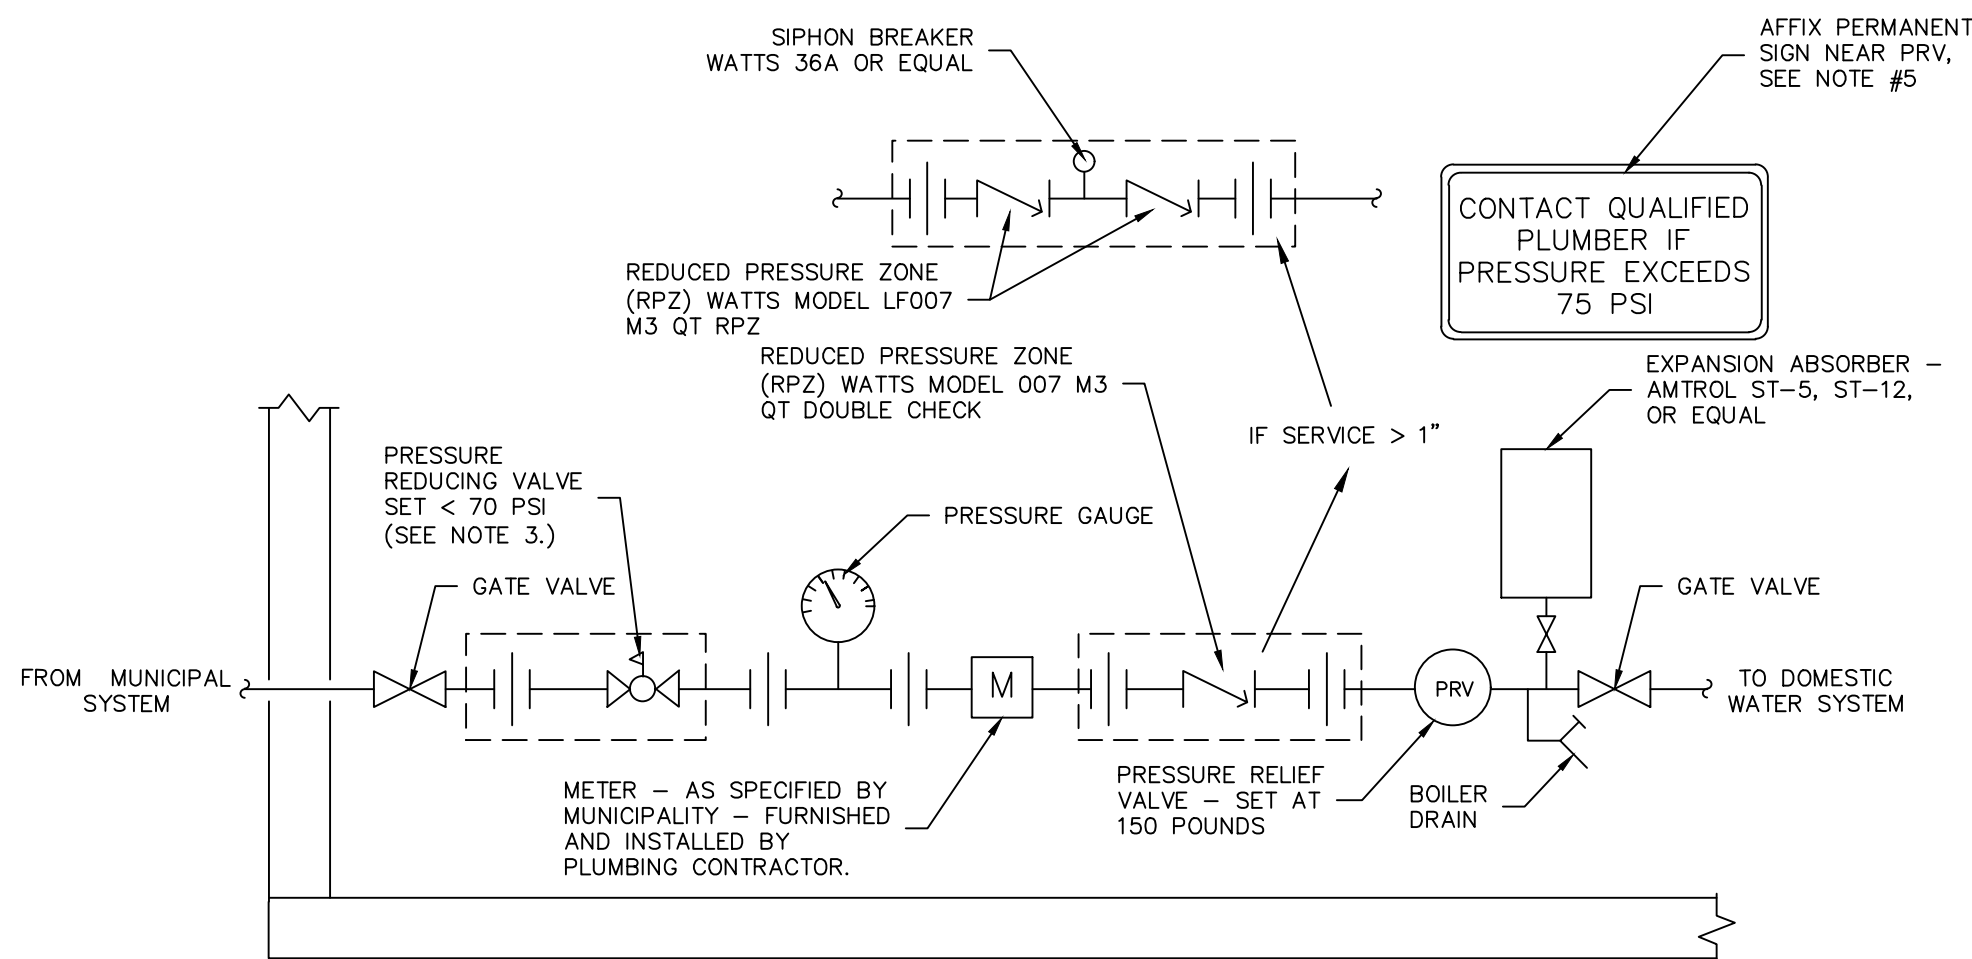 SIPHON BREAKER
WATTS 36A OR EQUAL
AFFIX PERMANENT
SIGN NEAR PRV,
SEE NOTE #5
CONTACT QUALIFIED
PLUMBER IF
PRESSURE EXCEEDS
75 PSI
REDUCED PRESSURE ZONE
(RPZ) WATTS MODEL LF007
M3 QT RPZ
REDUCED PRESSURE ZONE
(RPZ) WATTS MODEL 007 M3
QT DOUBLE CHECK
EXPANSION ABSORBER –
AMTROL ST–5, ST–12,
OR EQUAL
IF SERVICE > 1”
PRESSURE
REDUCING VALVE
SET < 70 PSI
(SEE NOTE 3.)
PRESSURE GAUGE
GATE VALVE
GATE VALVE
FROM MUNICIPAL
SYSTEM
M
PRV
TO DOMESTIC
WATER SYSTEM
METER – AS SPECIFIED BY
MUNICIPALITY – FURNISHED
AND INSTALLED BY
PLUMBING CONTRACTOR.
PRESSURE RELIEF
VALVE – SET AT
150 POUNDS
BOILER
DRAIN